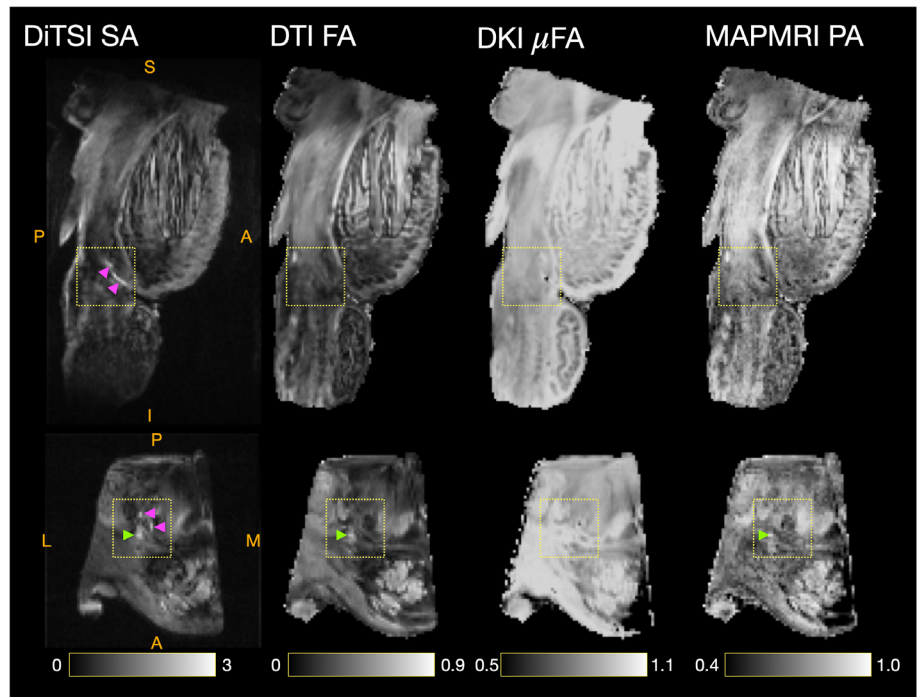 DiTSI SA DTI FA DKI μFA MAPMRI PA
S
P A
I
P
L M
A
0 3 0 0.9 0.5 1.1 0.4 1.0